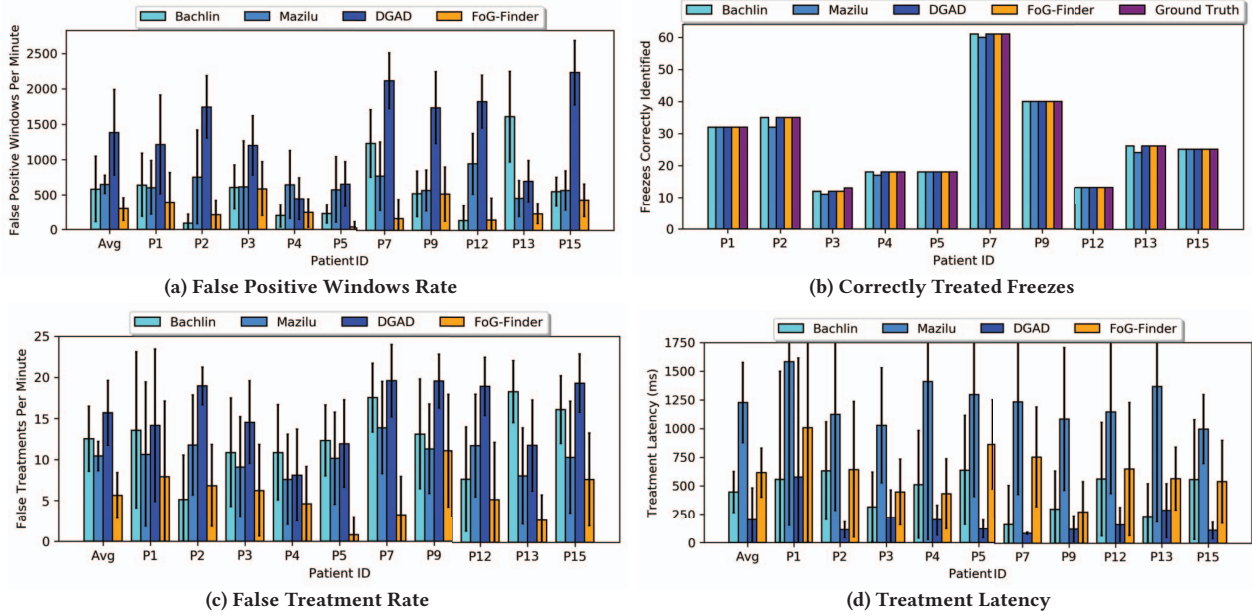 Bachlin Mazilu DGAD FoG-Finder
False Positive Windows Per Minute
2500
2000
1500
1000
500
0
Avg P1 P2 P3 P4 P5 P7 P9 P12 P13 P15
Patient ID
(a) False Positive Windows Rate
Bachlin Mazilu DGAD FoG-Finder Ground Truth
Freezes Correctly Identified
60
50
40
30
20
10
0
P1 P2 P3 P4 P5 P7 P9 P12 P13 P15
Patient ID
(b) Correctly Treated Freezes
Bachlin Mazilu DGAD FoG-Finder
False Treatments Per Minute
25
20
15
10
5
0
Avg P1 P2 P3 P4 P5 P7 P9 P12 P13 P15
Patient ID
(c) False Treatment Rate
Bachlin Mazilu DGAD FoG-Finder
Treatment Latency (ms)
1750
1500
1250
1000
750
500
250
0
Avg P1 P2 P3 P4 P5 P7 P9 P12 P13 P15
Patient ID
(d) Treatment Latency